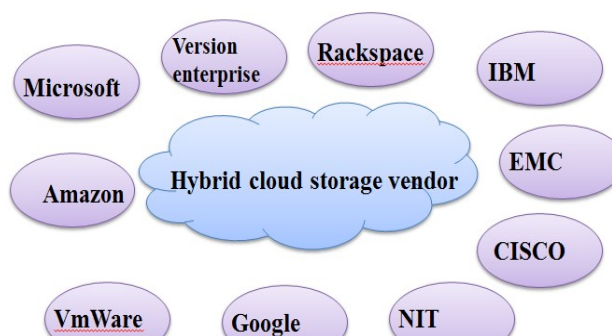 Version
enterprise
Rackspace
Microsoft
IBM
Hybrid cloud storage vendor
EMC
Amazon
CISCO
VmWare
Google
NIT